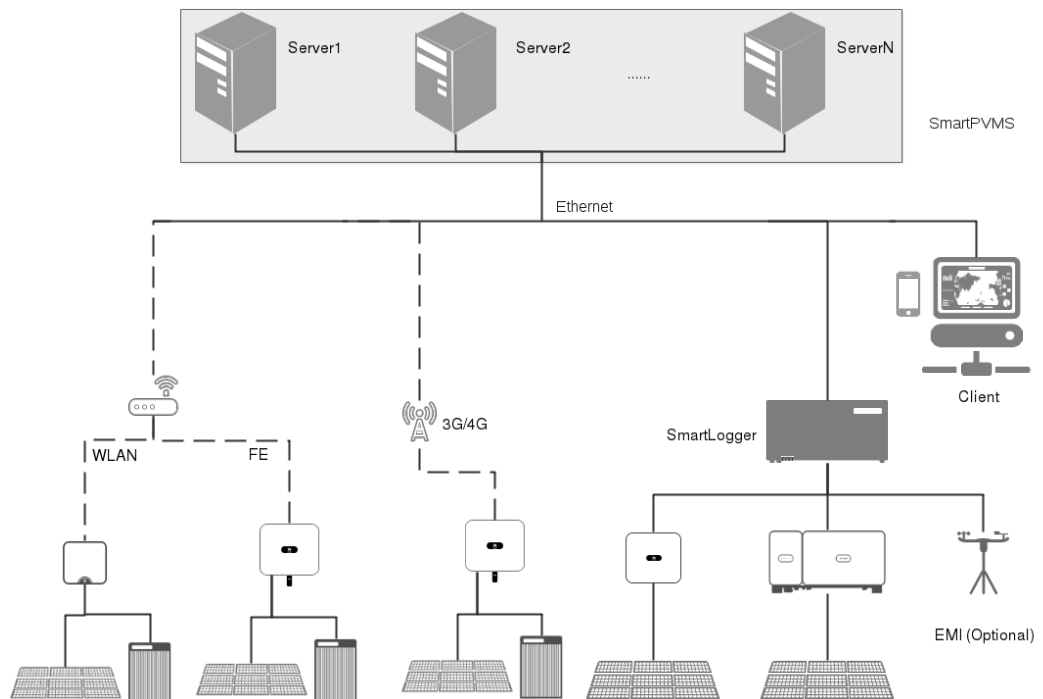 Server1
Server2
......
ServerN
SmartPVMS
Ethernet
Client
3G/4G
SmartLogger
WLAN
FE
EMI (Optional)